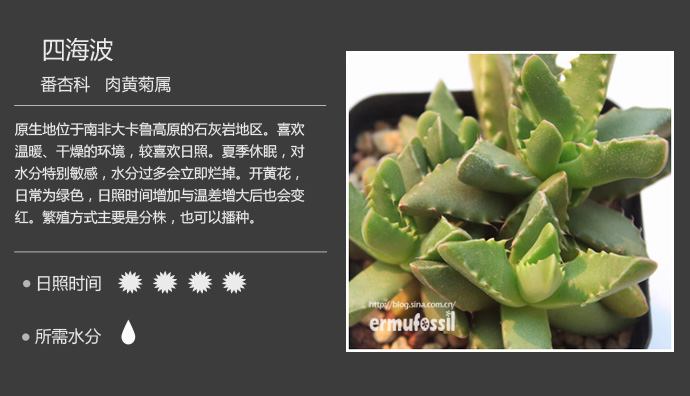 四海波
番杏科 肉黄菊属
原生地位于南非大卡鲁高原的石灰岩地区。喜欢
温暖、干燥的环境，较喜欢日照。夏季休眠，对
水分特别敏感，水分过多会立即烂掉。开黄花，
日常为绿色，日照时间增加与温差增大后也会变
红。繁殖方式主要是分株，也可以播种。
日照时间
所需水分
http://blog.sina.com.cn/
ermufossil